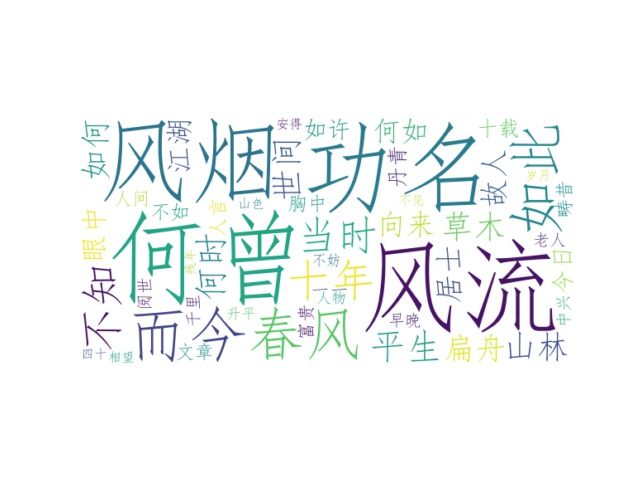 风烟
功名
如何
江湖
世间
如许
何如
十载
安得
丹青
故人
如此
岁月
畴昔
人间
不如
山色
人言
胸中
不见
眼中
何曾
何时
当时
向来
草木
风流
老人
不知
阅世
残年
千里
而今
不妨
十年
人物
居士
今日
中兴
升平
春风
富贵
早晚
四十
相望
文章
平生
扁舟
山林